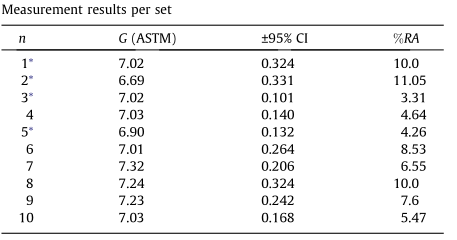 Measurement results per set
n G (ASTM) ±95% CI %RA
1* 7.02 0.324 10.0
2* 6.69 0.331 11.05
3* 7.02 0.101 3.31
4 7.03 0.140 4.64
5* 6.90 0.132 4.26
6 7.01 0.264 8.53
7 7.32 0.206 6.55
8 7.24 0.324 10.0
9 7.23 0.242 7.6
10 7.03 0.168 5.47